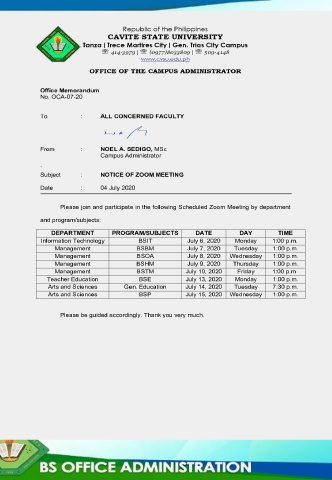 Republic of the Philippines
CAVITE STATE UNIVERSITY
Tanza | Trece Martires City | Gen. Trias City Campus
☏ 414-3979 | ☏ (0977)8033809 | ☏ 509-4148
www.cvsu.edu.ph
OFFICE OF THE CAMPUS ADMINISTRATOR
Office Memorandum
No. OCA-07-20
To : ALL CONCERNED FACULTY
From : NOEL A. SEDIGO, MSc
Campus Administrator
Subject : NOTICE OF ZOOM MEETING
Date : 04 July 2020
Please join and participate in the following Scheduled Zoom Meeting by department
and program/subjects:
DEPARTMENT PROGRAM/SUBJECTS DATE DAY TIME
Information Technology BSIT July 6, 2020 Monday 1:00 p.m.
Management BSBM July 7, 2020 Tuesday 1:00 p.m.
Management BSOA July 8, 2020 Wednesday 1:00 p.m.
Management BSHM July 9, 2020 Thursday 1:00 p.m.
Management BSTM July 10, 2020 Friday 1:00 p.m
Teacher Education BSE July 13, 2020 Monday 1:00 p.m.
Arts and Sciences Gen. Education July 14, 2020 Tuesday 7:30 p.m.
Arts and Sciences BSP July 15, 2020 Wednesday 1:00 p.m.
Please be guided accordingly. Thank you very much.
BS OFFICE ADMINISTRATION